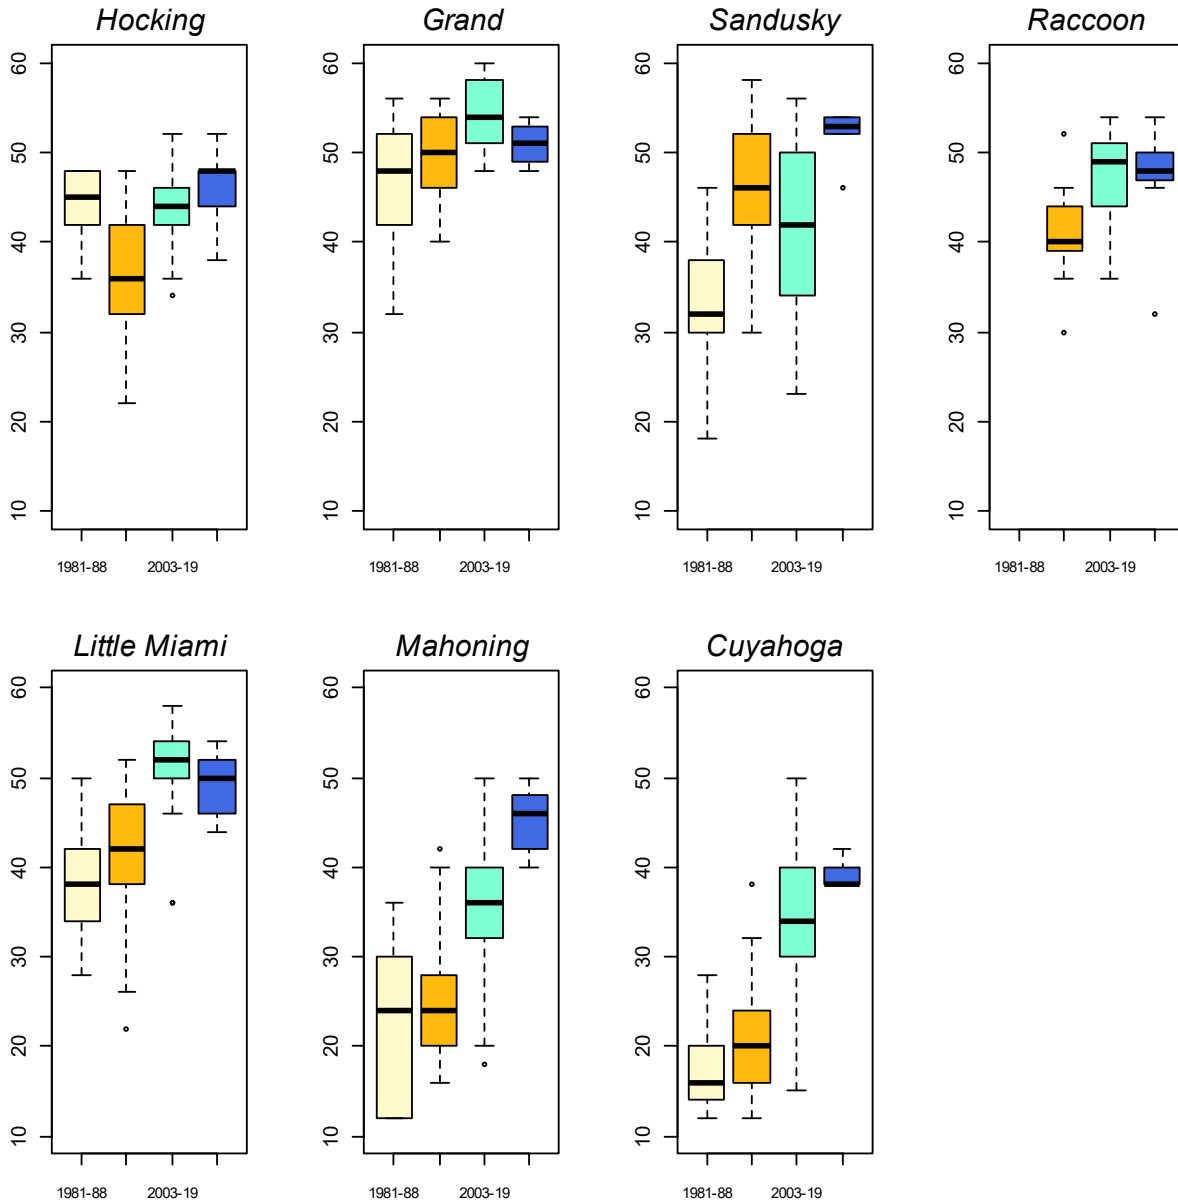 Hocking Grand Sandusky Raccoon
60 60 60 60
50 50 50 50
40 40 40 40
30 30 30 30
20 20 20 20
10 10 10 10
1981-88 2003-19 1981-88 2003-19 1981-88 2003-19 1981-88 2003-19
Little Miami Mahoning Cuyahoga
60 60 60
50 50 50
40 40 40
30 30 30
20 20 20
10 10 10
1981-88 2003-19 1981-88 2003-19 1981-88 2003-19